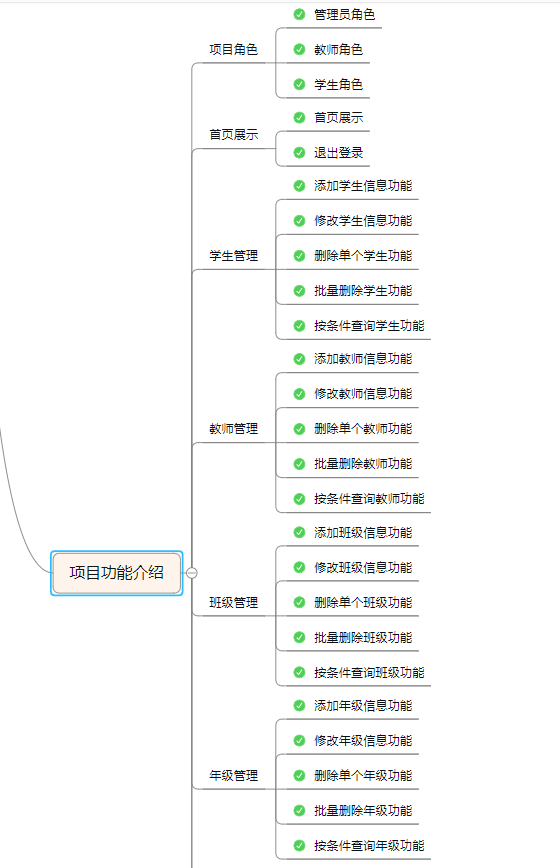 项目功能介绍
项目角色
管理员角色
教师角色
学生角色
首页展示
首页展示
退出登录
学生管理
添加学生信息功能
修改学生信息功能
删除单个学生功能
批量删除学生功能
按条件查询学生功能
教师管理
添加教师信息功能
修改教师信息功能
删除单个教师功能
批量删除教师功能
按条件查询教师功能
班级管理
添加班级信息功能
修改班级信息功能
删除单个班级功能
批量删除班级功能
按条件查询班级功能
年级管理
添加年级信息功能
修改年级信息功能
删除单个年级功能
批量删除年级功能
按条件查询年级功能